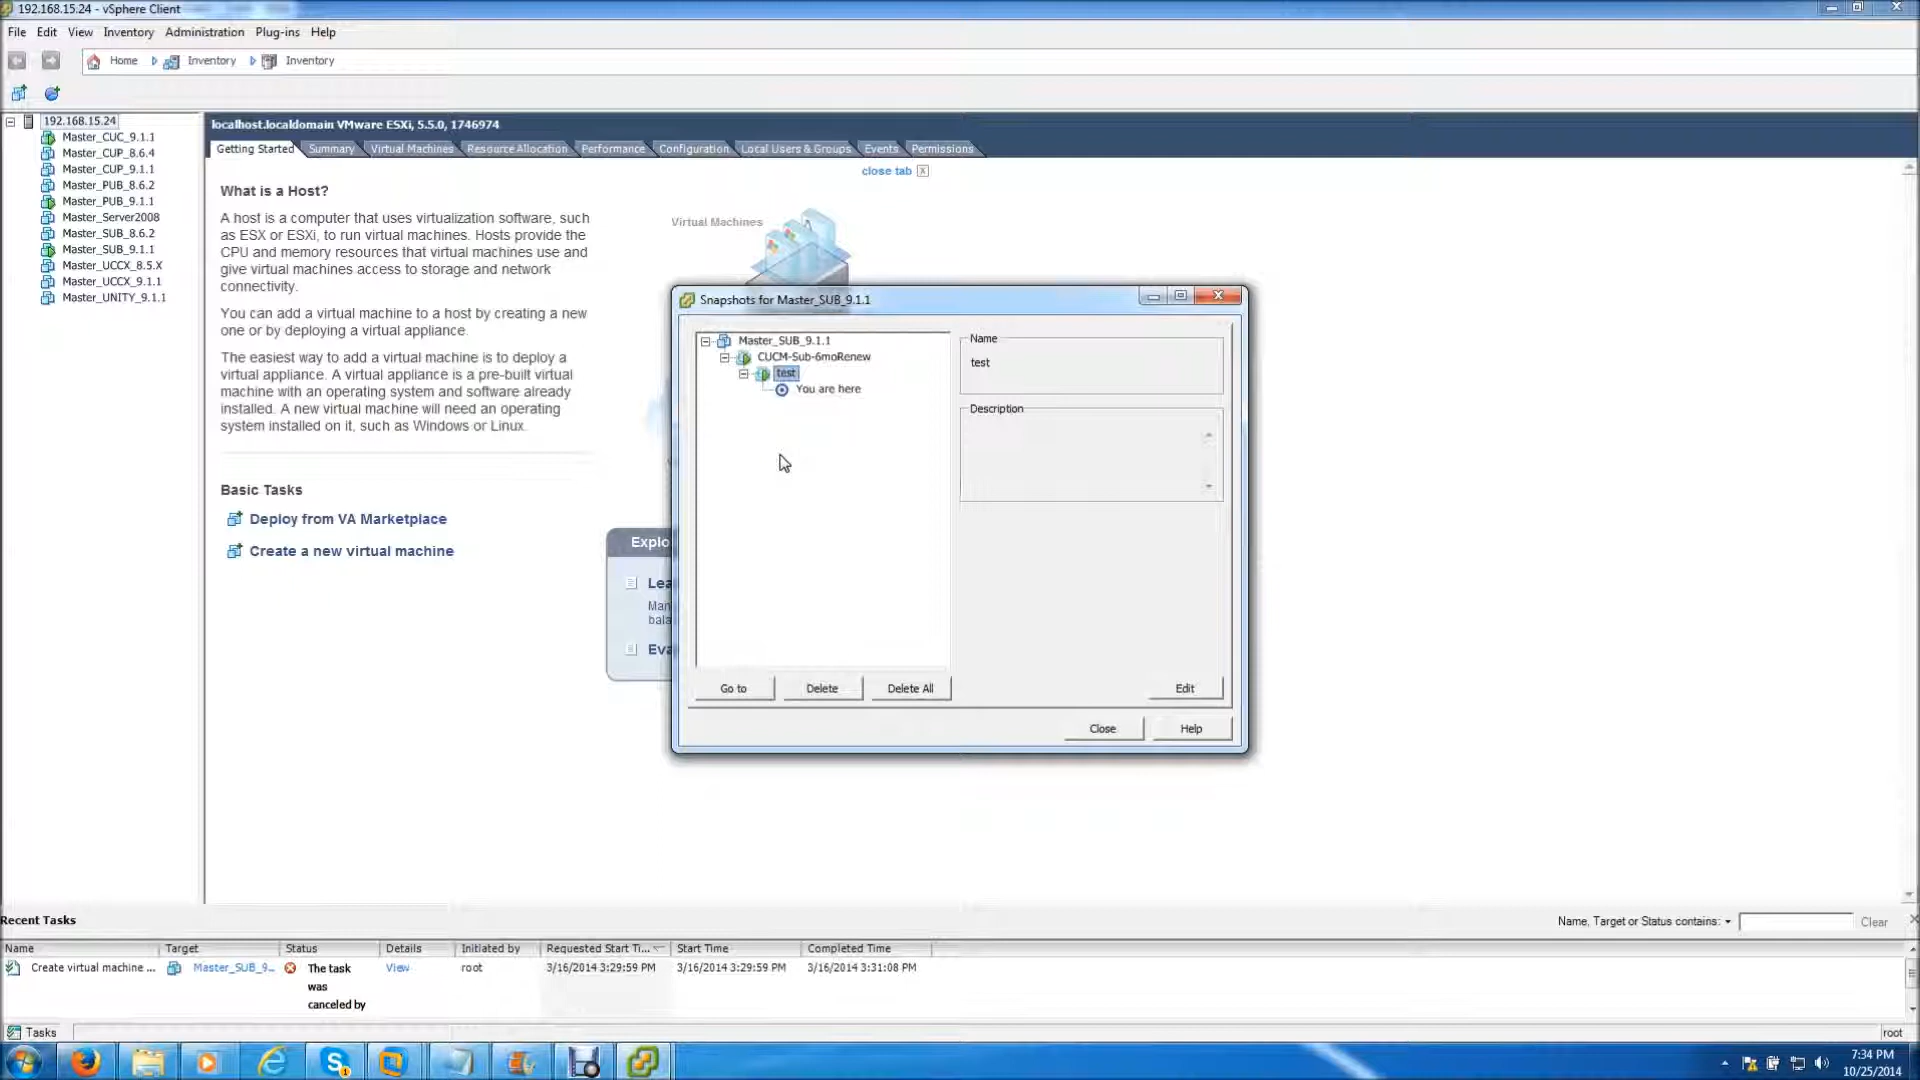 192.168.15.24 - vSphere Client
File Edit View Inventory Administration Plug-ins Help
Home Inventory Inventory
192.168.15.24
Master_CUC_9.1.1
Master_CUP_8.6.4
Master_CUP_9.1.1
Master_PUB_8.6.2
Master_PUB_9.1.1
Master_Server2008
Master_SUB_8.6.2
Master_SUB_9.1.1
Master_UCCX_8.5.X
Master_UCCX_9.1.1
Master_UNITY_9.1.1
localhost.localdomain VMware ESXi, 5.5.0, 1746974
Getting Started Summary Virtual Machines Resource Allocation Performance Configuration Local Users & Groups Events Permissions
close tab X
What is a Host?
A host is a computer that uses virtualization software, such
as ESX or ESXi, to run virtual machines. Hosts provide the
CPU and memory resources that virtual machines use and
give virtual machines access to storage and network
connectivity.
You can add a virtual machine to a host by creating a new
one or by deploying a virtual appliance.
The easiest way to add a virtual machine is to deploy a
virtual appliance. A virtual appliance is a pre-built virtual
machine with an operating system and software already
installed. A new virtual machine will need an operating
system installed on it, such as Windows or Linux.
Basic Tasks
Deploy from VA Marketplace
Create a new virtual machine
Virtual Machines
Explo
Lea
Man
bala
Eva
Snapshots for Master_SUB_9.1.1
Master_SUB_9.1.1
CUCM-Sub-6moRenew
test
You are here
Name
test
Description
Go to Delete Delete All Edit
Close Help
Recent Tasks
Name, Target or Status contains: Clear
Name Target Status Details Initiated by Requested Start Ti... Start Time Completed Time
Create virtual machine ... Master_SUB_9... The task View root 3/16/2014 3:29:59 PM 3/16/2014 3:29:59 PM 3/16/2014 3:31:08 PM
was
canceled by
Tasks root
7:34 PM
10/25/2014